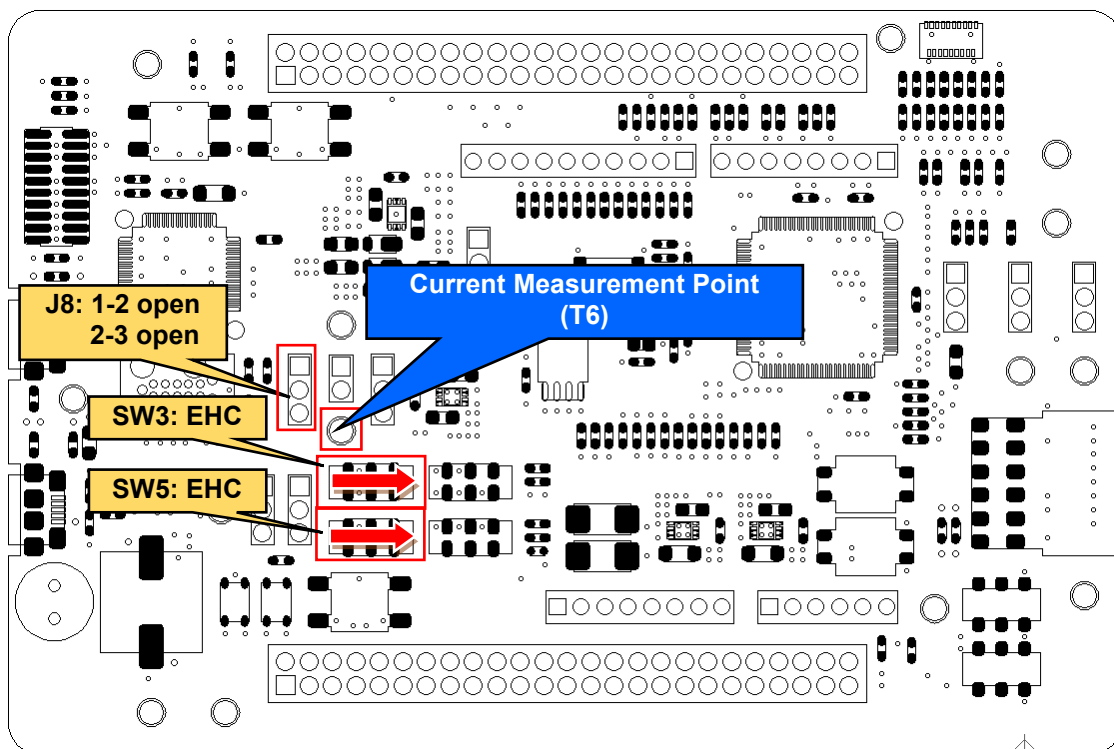 Current Measurement Point
(T6)
J8: 1-2 open
2-3 open
SW3: EHC
SW5: EHC